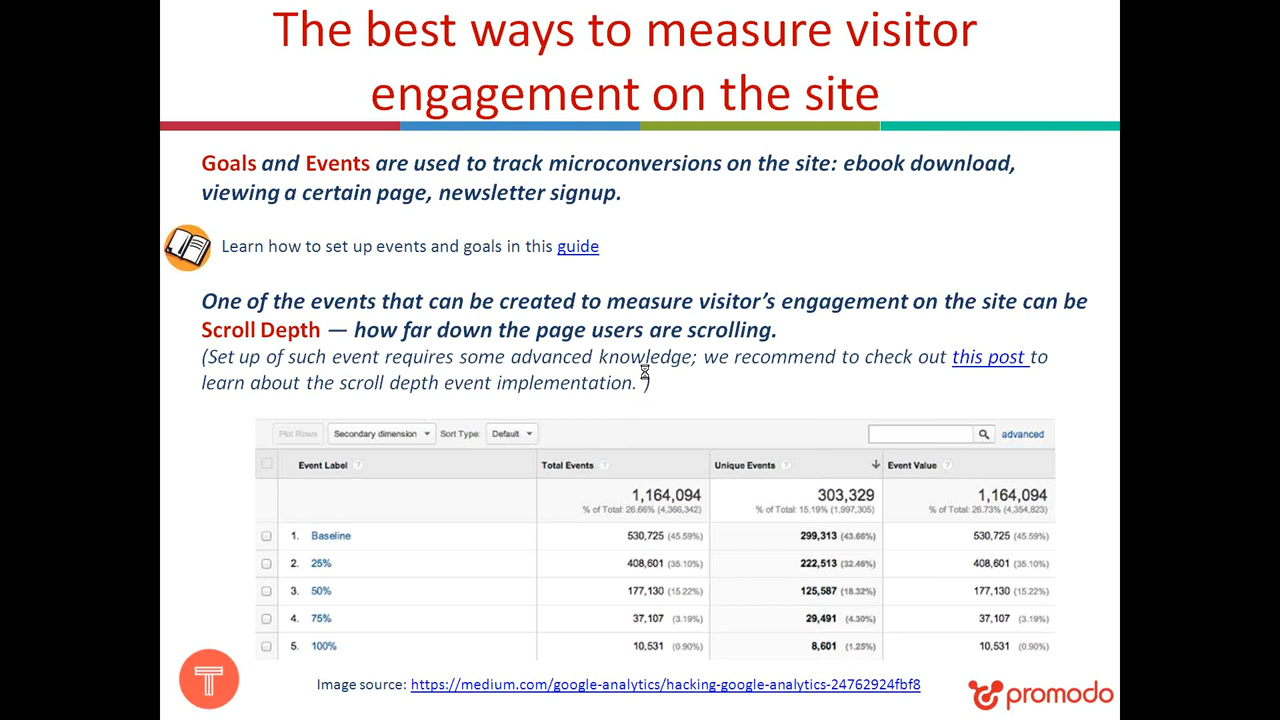 The best ways to measure visitor
engagement on the site
Goals and Events are used to track microconversions on the site: ebook download,
viewing a certain page, newsletter signup.
Learn how to set up events and goals in this guide
One of the events that can be created to measure visitor's engagement on the site can be
Scroll Depth — how far down the page users are scrolling.
(Set up of such event requires some advanced knowledge; we recommend to check out this post to
learn about the scroll depth event implementation. )
Plot Rows Secondary dimension Sort Type: Default advanced
Event Label ? Total Events ? Unique Events ? Event Value ?
1,164,094 303,329 1,164,094
% of Total: 26.66% (4,366,342) % of Total: 15.19% (1,997,305) % of Total: 26.73% (4,354,823)
1. Baseline 530,725 (45.59%) 299,313 (43.66%) 530,725 (45.59%)
2. 25% 408,601 (35.10%) 222,513 (32.46%) 408,601 (35.10%)
3. 50% 177,130 (15.22%) 125,587 (18.32%) 177,130 (15.22%)
4. 75% 37,107 (3.19%) 29,491 (4.30%) 37,107 (3.19%)
5. 100% 10,531 (0.90%) 8,601 (1.25%) 10,531 (0.90%)
T
Image source: https://medium.com/google-analytics/hacking-google-analytics-24762924fbf8
promodo